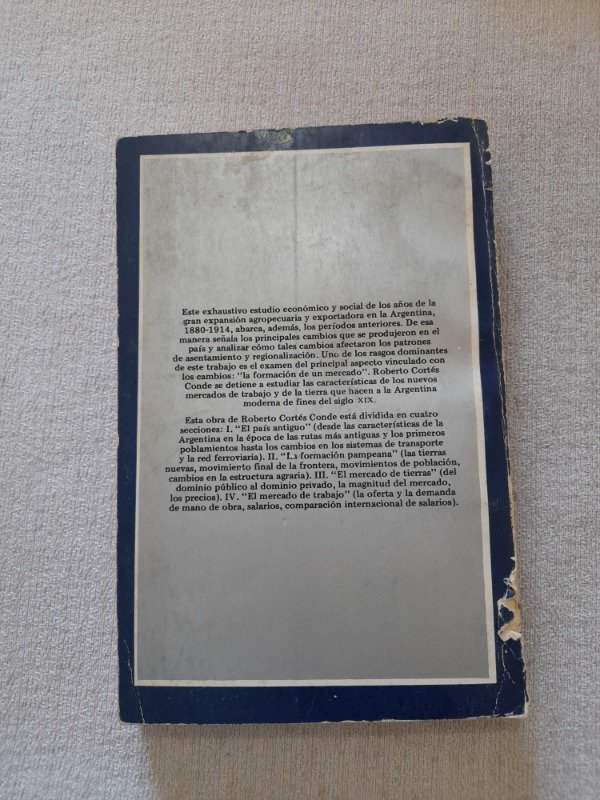 Este exhaustivo estudio económico y social de los años de la
gran expansión agropecuaria y exportadora en la Argentina,
1880-1914, abarca, además, los períodos anteriores. De esa
manera señala los principales cambios que se produjeron en el
país y analizar cómo tales cambios afectaron los patrones
de asentamiento y regionalización. Uno de los rasgos dominantes
de este trabajo es el examen del principal aspecto vinculado con
los cambios: "la formación de un mercado". Roberto Cortés
Conde se detiene a estudiar las características de los nuevos
mercados de trabajo y de la tierra que hacen a la Argentina
moderna de fines del siglo XIX.
Esta obra de Roberto Cortés Conde está dividida en cuatro
secciones: I. "El país antiguo" (desde las características de la
Argentina en la época de las rutas más antiguas y los primeros
poblamientos hasta los cambios en los sistemas de transporte
y la red ferroviaria). II. "La formación pampeana" (las tierras
nuevas, movimiento final de la frontera, movimientos de población,
cambios en la estructura agraria). III. "El mercado de tierras" (del
dominio público al dominio privado, la magnitud del mercado,
los precios). IV. "El mercado de trabajo" (la oferta y la demanda
de mano de obra, salarios, comparación internacional de salarios).